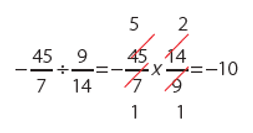 5 2
-45/7 ÷ 9/14 = -45/7 x 14/9 = -10
1 1